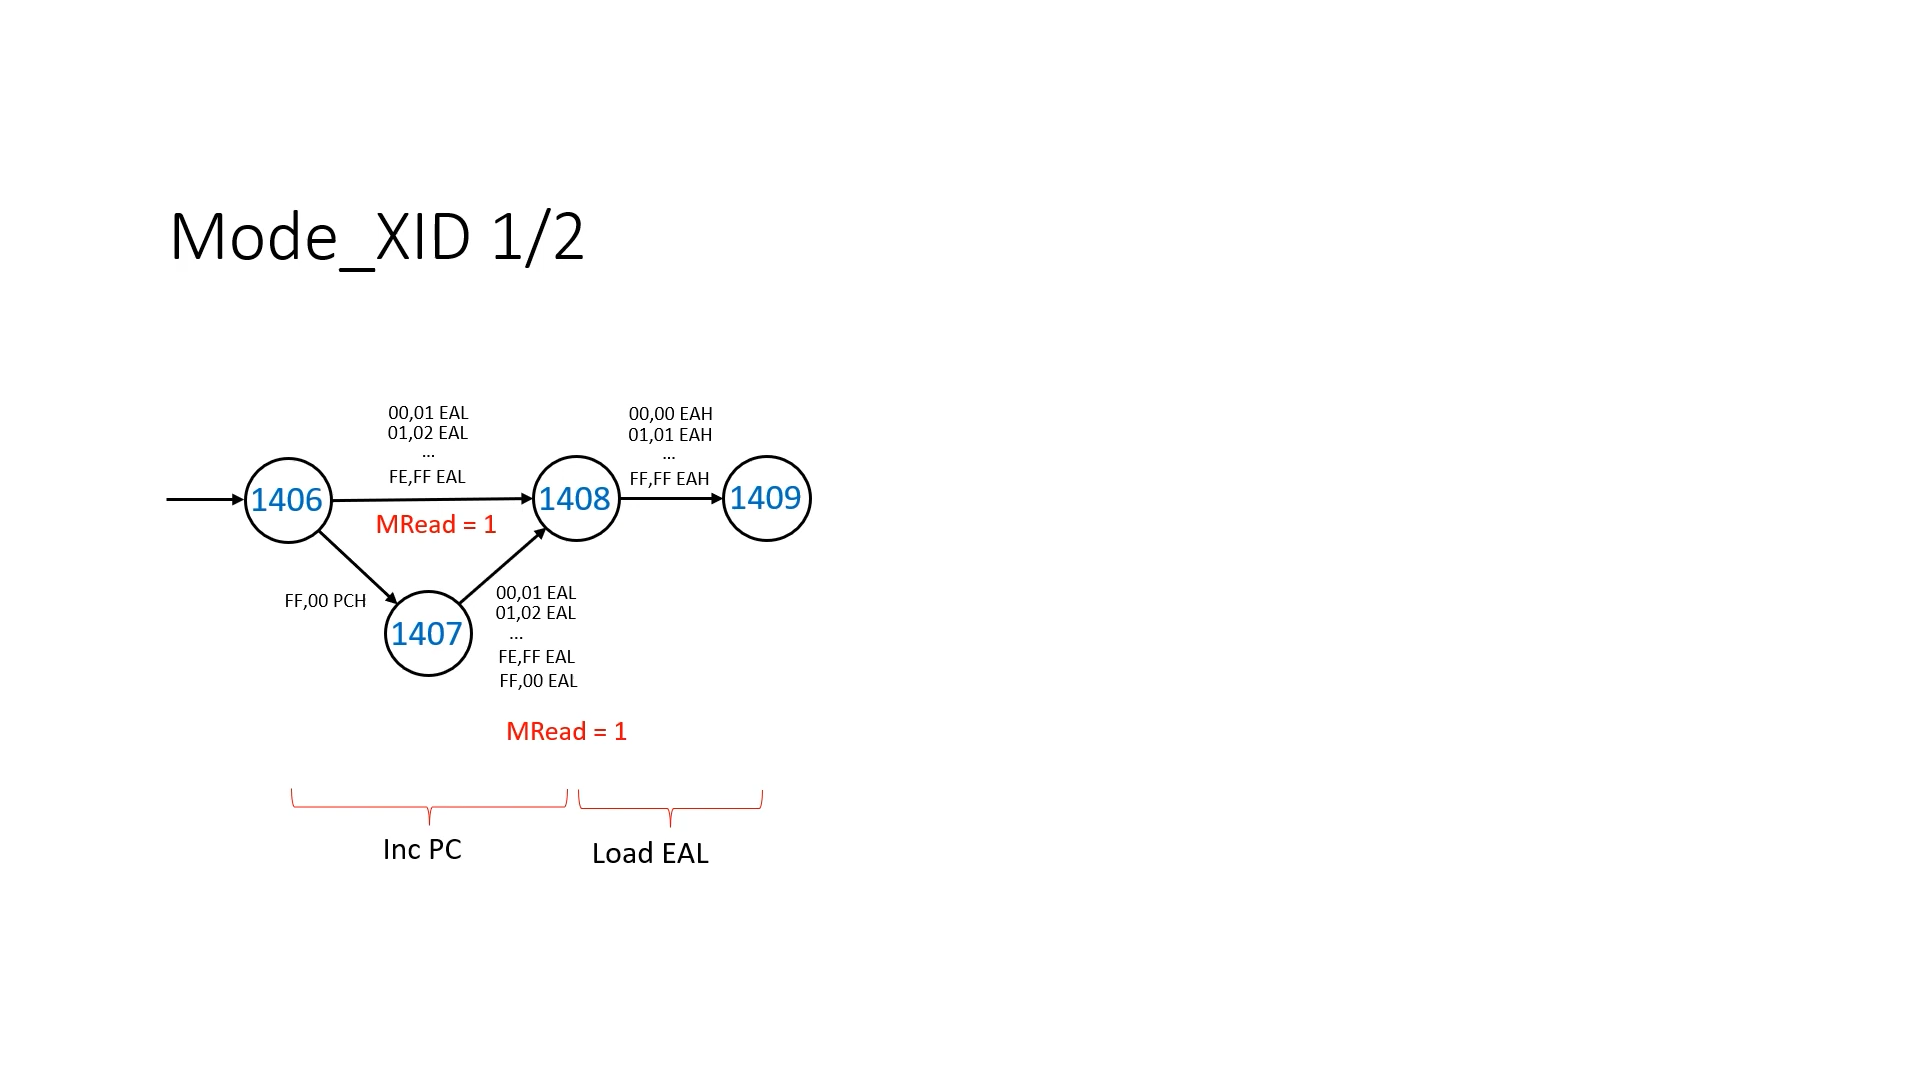 Mode_XID 1/2
00,01 EAL
01,02 EAL
...
FE,FF EAL
00,00 EAH
01,01 EAH
...
FF,FF EAH
1406
1408
1409
MRead = 1
FF,00 PCH
1407
00,01 EAL
01,02 EAL
...
FE,FF EAL
FF,00 EAL
MRead = 1
Inc PC
Load EAL